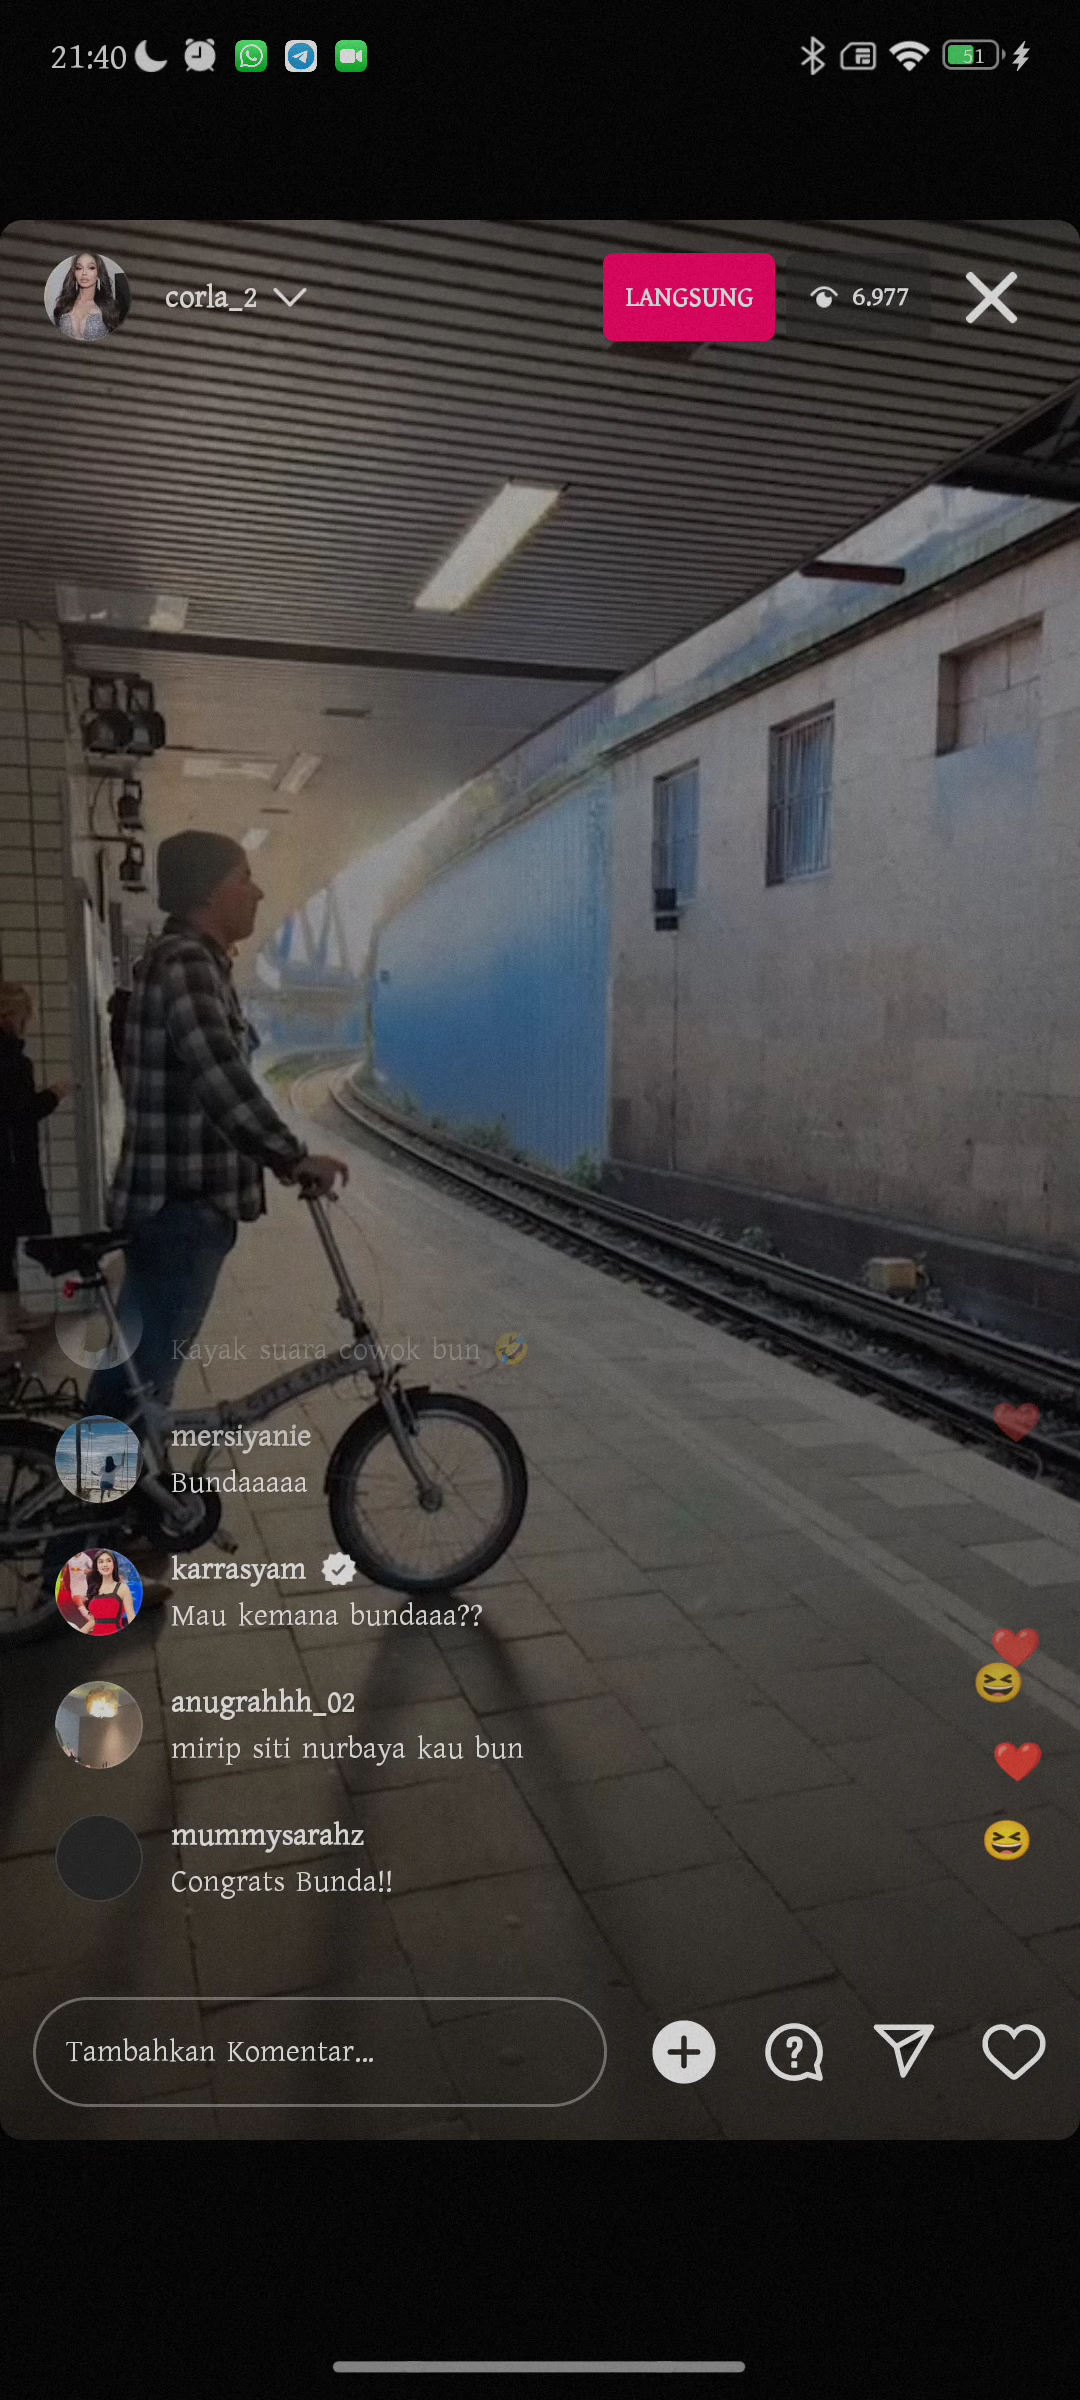 21:40
51
corla_2
LANGSUNG
6.977
Kayak suara cowok bun 🤣
mersiyanie
Bundaaaaa
karrasyam
Mau kemana bundaaa??
anugrahhh_02
mirip siti nurbaya kau bun
mummysarahz
Congrats Bunda!!
Tambahkan Komentar...